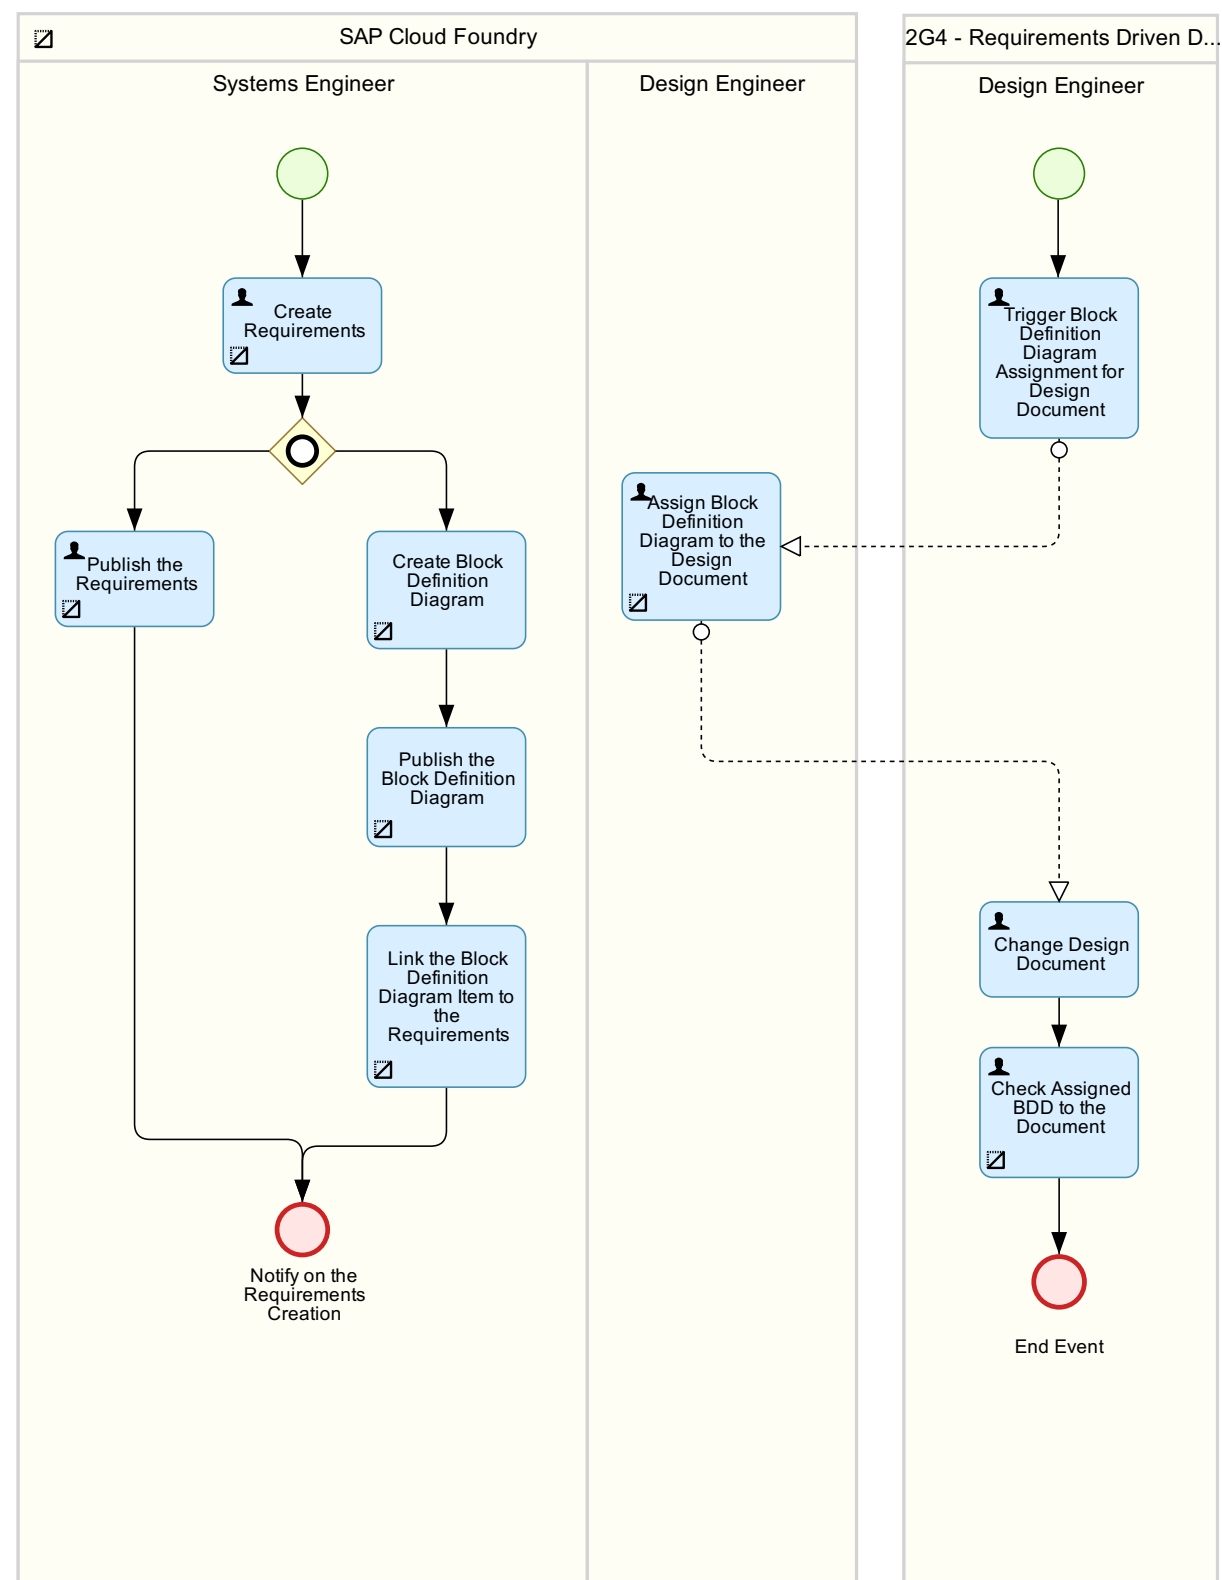 SAP Cloud Foundry
2G4 - Requirements Driven D...
Systems Engineer
Design Engineer
Design Engineer
Create
Requirements
Trigger Block
Definition
Diagram
Assignment for
Design
Document
Assign Block
Definition
Diagram to the
Design
Document
Publish the
Requirements
Create Block
Definition
Diagram
Publish the
Block Definition
Diagram
Link the Block
Definition
Diagram Item to
the
Requirements
Change Design
Document
Check Assigned
BDD to the
Document
Notify on the
Requirements
Creation
End Event